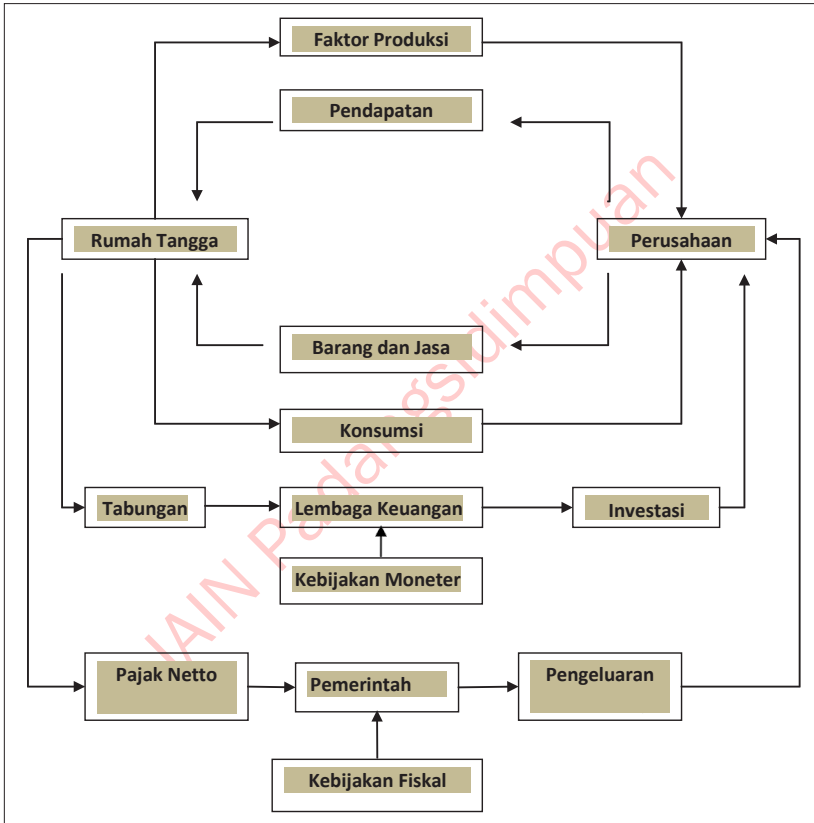 Faktor Produksi
Pendapatan
Rumah Tangga
Perusahaan
Barang dan Jasa
Konsumsi
Tabungan
Lembaga Keuangan
Investasi
Kebijakan Moneter
Pajak Netto
Pemerintah
Pengeluaran
Kebijakan Fiskal
IAIN Padangsidimpuan